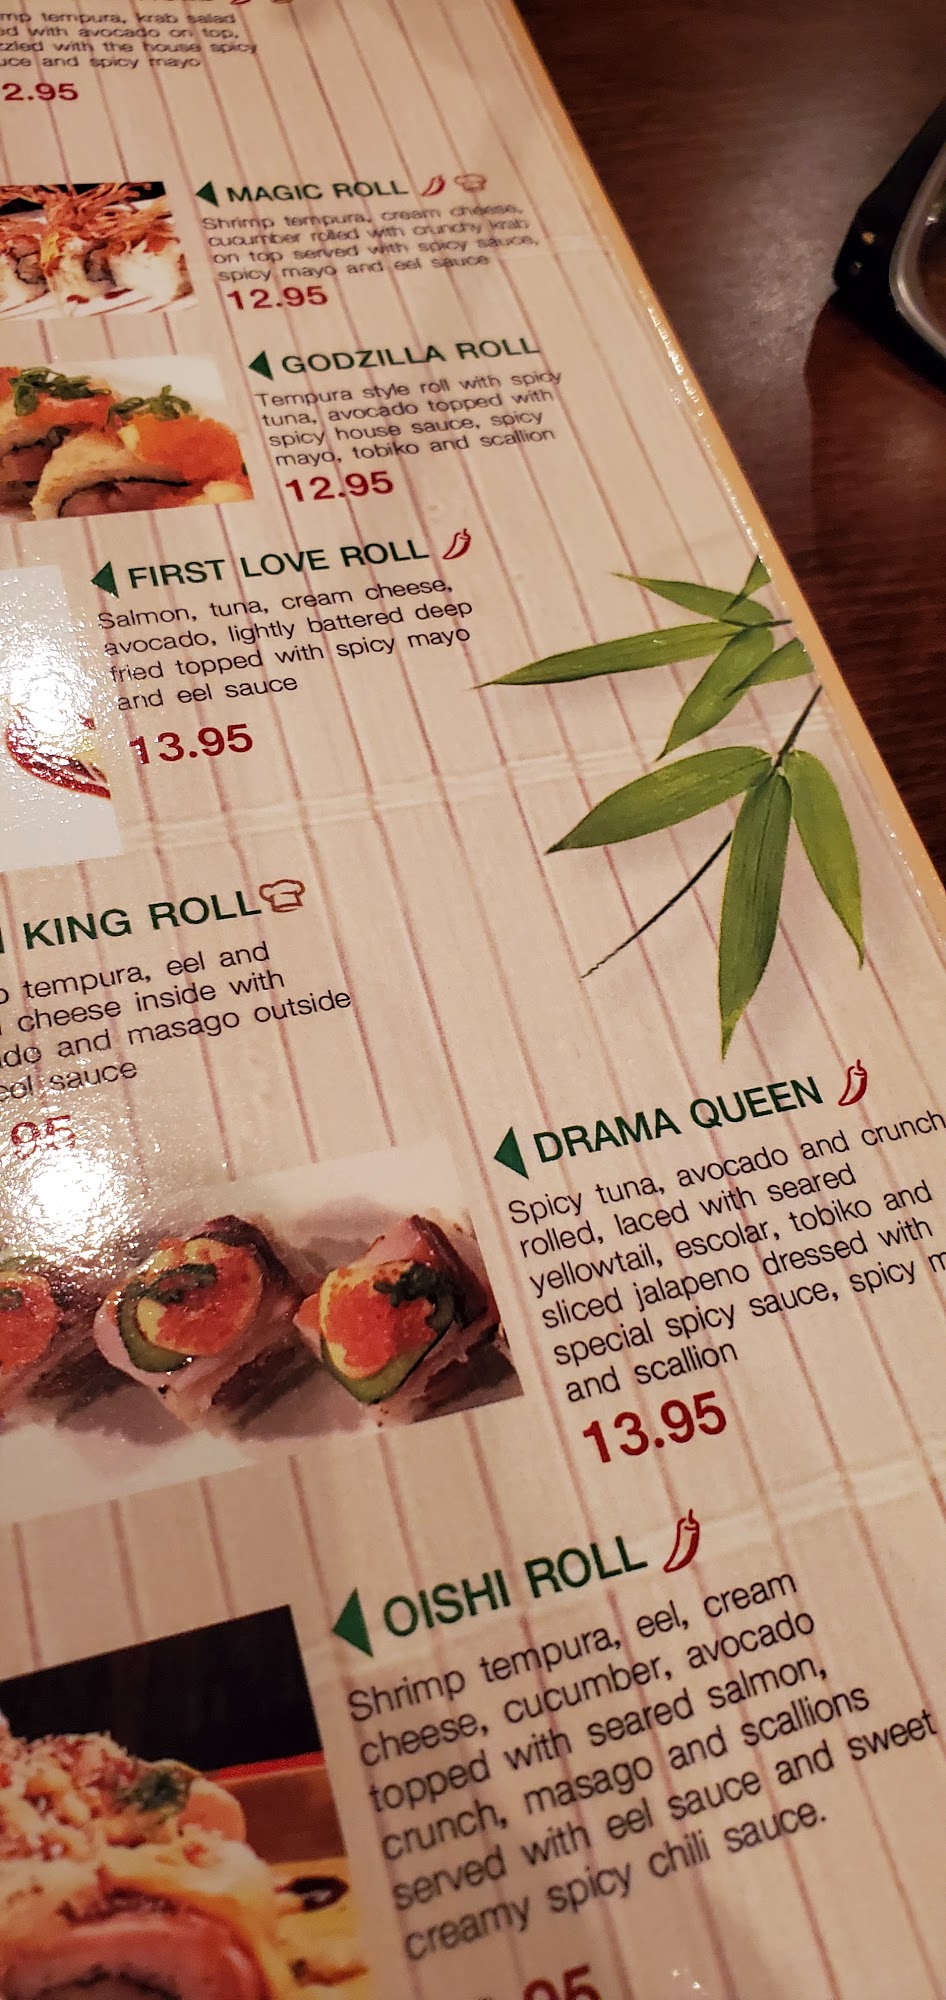 tempura, krab salad
with avocado on top,
with the house spicy
and spicy mayo
2.95
MAGIC ROLL
Shrimp tempura, cream cheese,
cucumber rolled with crunchy krab
on top served with spicy sauce,
spicy mayo and eel sauce
12.95
GODZILLA ROLL
Tempura style roll with spicy
tuna, avocado topped with
spicy house sauce, spicy
mayo, tobiko and scallion
12.95
FIRST LOVE ROLL
Salmon, tuna, cream cheese,
avocado, lightly battered deep
fried topped with spicy mayo
and eel sauce
13.95
KING ROLL
tempura, eel and
cheese inside with
and masago outside
sauce
.95
DRAMA QUEEN
Spicy tuna, avocado and crunch
rolled, laced with seared
yellowtail, escolar, tobiko and
sliced jalapeno dressed with
special spicy sauce, spicy m
and scallion
13.95
OISHI ROLL
Shrimp tempura, eel, cream
cheese, cucumber, avocado
topped with seared salmon,
crunch, masago and scallions
served with eel sauce and sweet
creamy spicy chili sauce.
.95